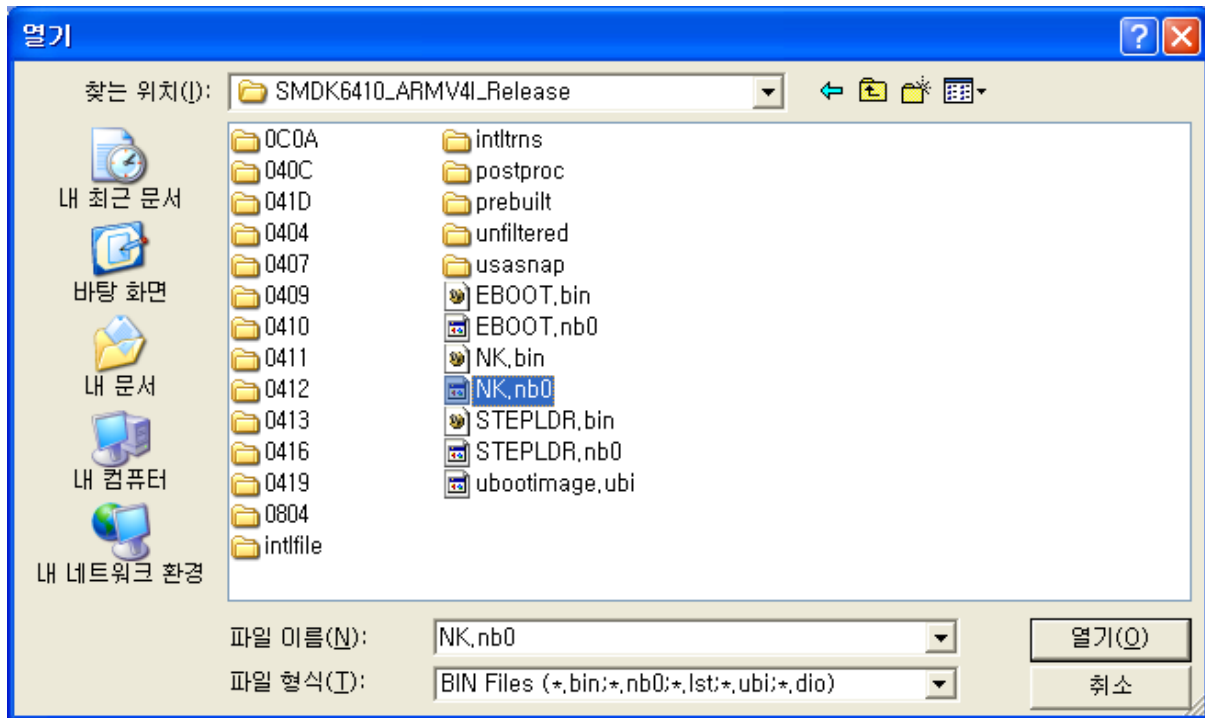 열기
찾는 위치(I):
SMDK6410_ARMV4I_Release
내 최근 문서
바탕 화면
내 문서
내 컴퓨터
내 네트워크 환경
0C0A
040C
041D
0404
0407
0409
0410
0411
0412
0413
0416
0419
0804
intlfile
intltrns
postproc
prebuilt
unfiltered
usasnap
EBOOT.bin
EBOOT.nb0
NK.bin
NK.nb0
STEPLDR.bin
STEPLDR.nb0
ubootimage.ubi
파일 이름(N):
NK.nb0
열기(O)
파일 형식(T):
BIN Files (*.bin;*.nb0;*.lst;*.ubi;*.dio)
취소